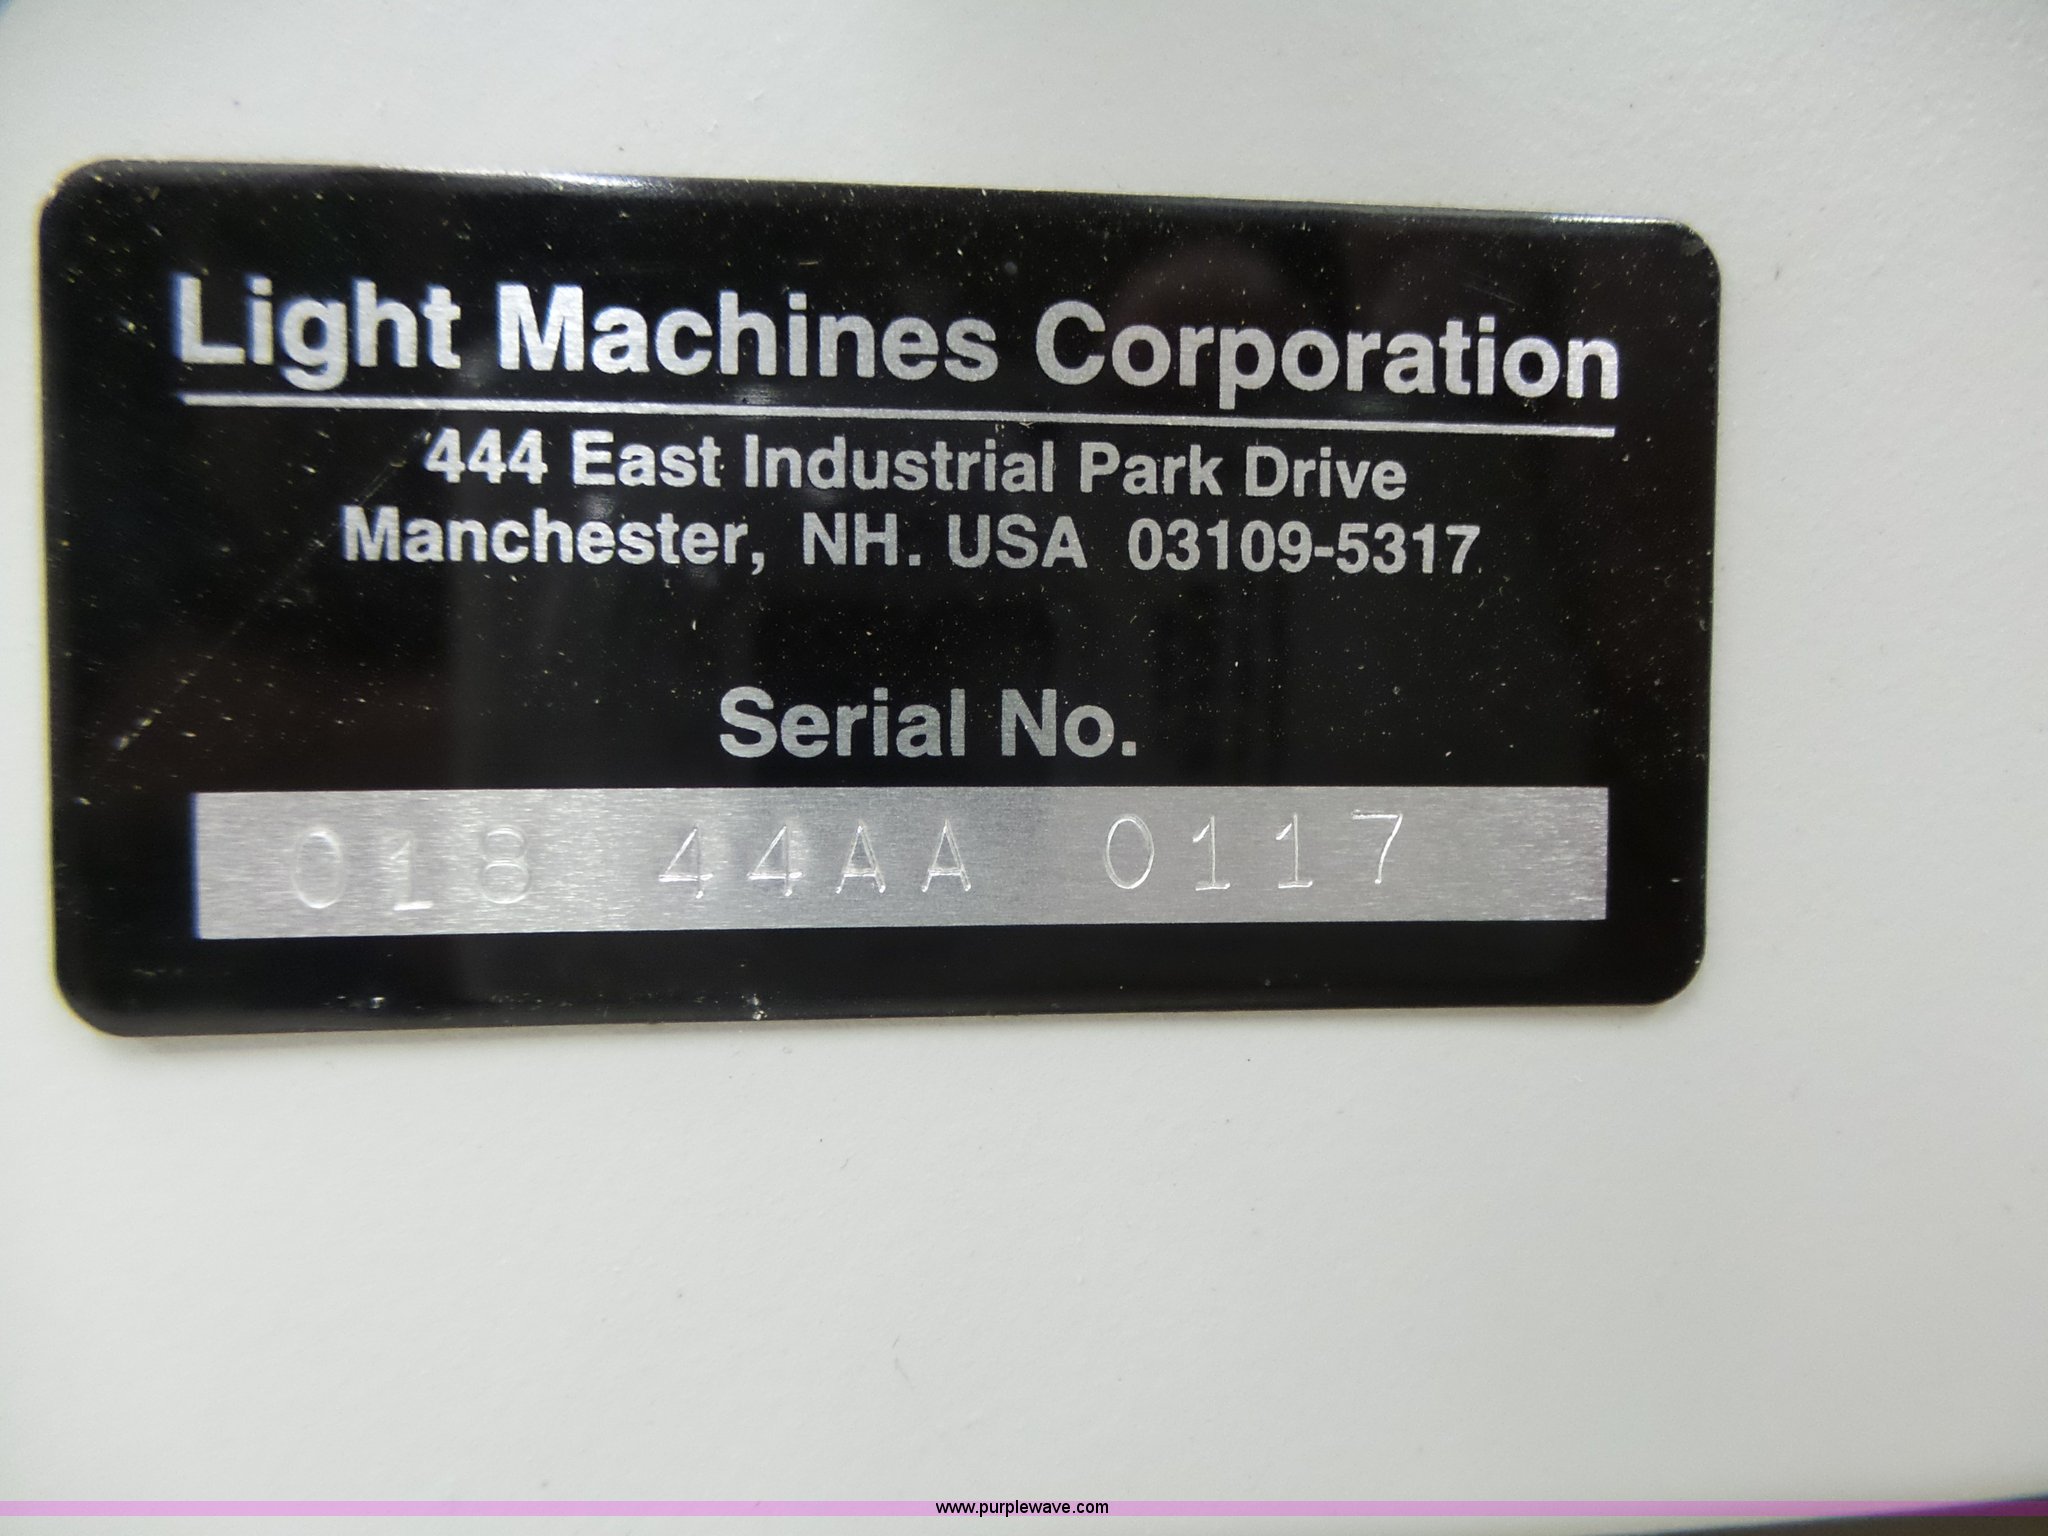 Light Machines Corporation
444 East Industrial Park Drive
Manchester, NH. USA 03109-5317
Serial No.
018 44AA 0117
www.purplewave.com